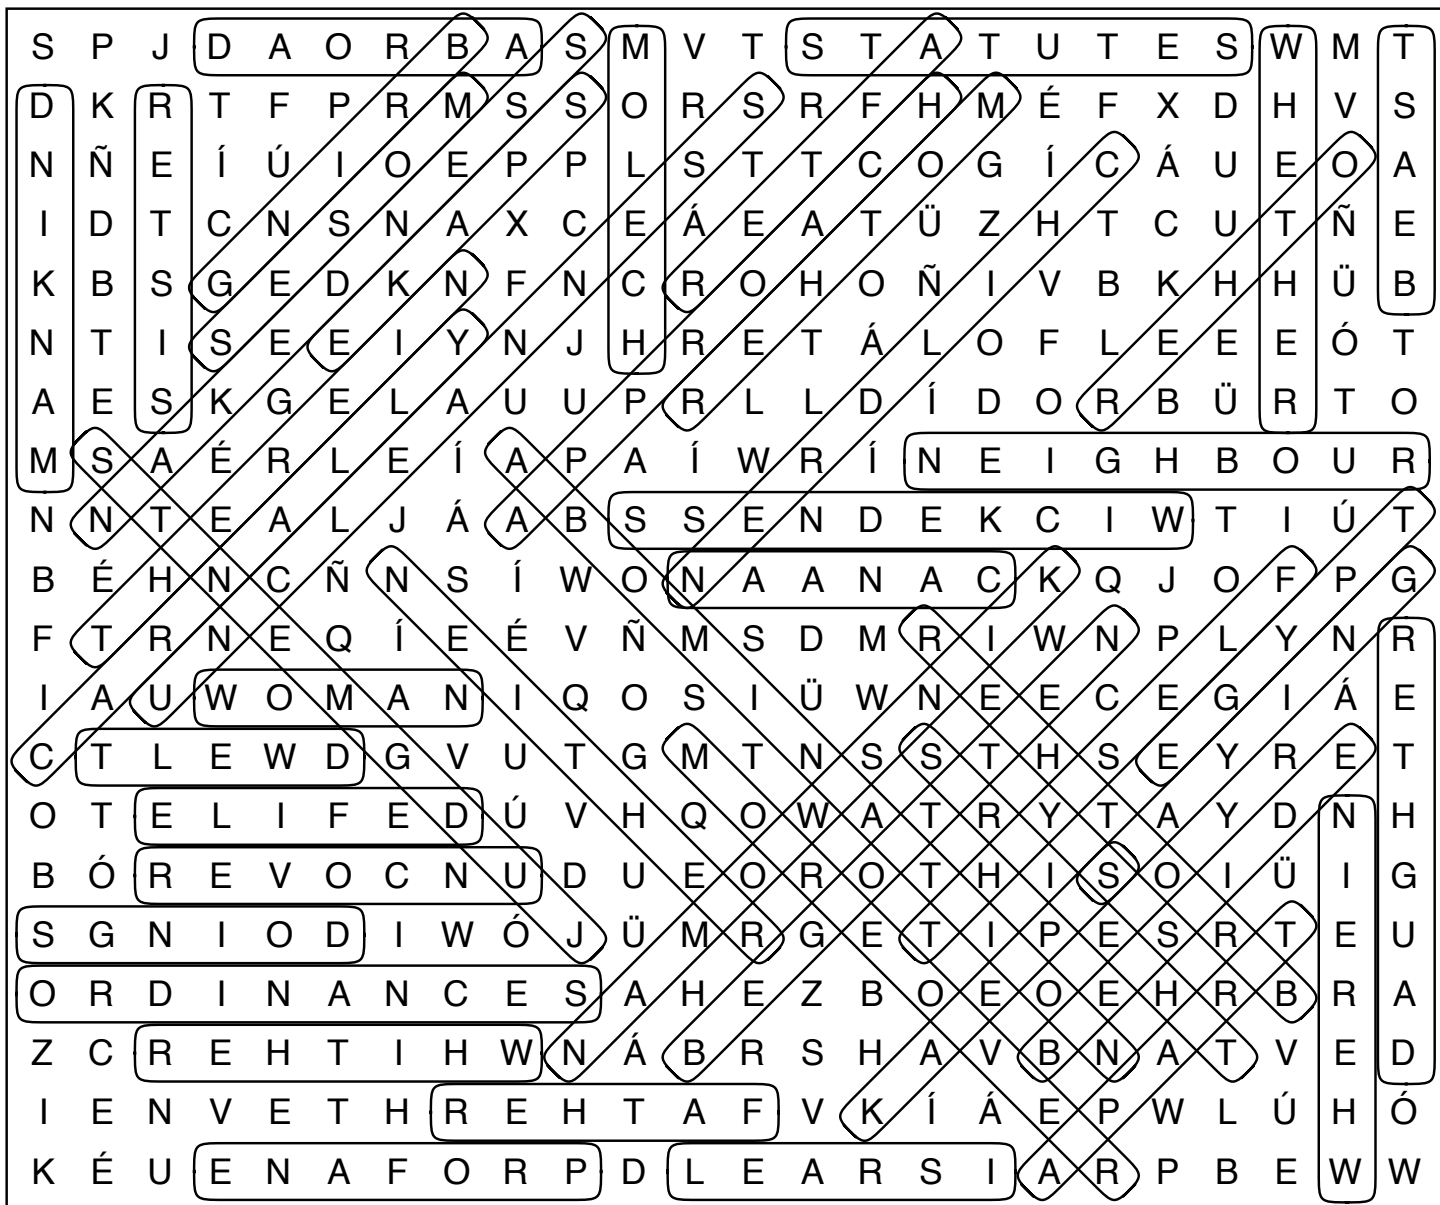 S P J D A O R B A S M V T S T A T U T E S W M T
D K R T F P R M S S O R S R F H M É F X D H V S
N Ñ E Í Ú I O E P P L S T T C O G Í C Á U E O A
I D T C N S N A X C E Á E A T Ü Z H T C U T Ñ E
K B S G E D K N F N C R O H O Ñ I V B K H H Ü B
N T I S E E I Y N J H R E T Á L O F L E E E Ó T
A E S K G E L A U U P R L L D Í D O R B Ü R T O
M S A É R L E Í A P A Í W R Í N E I G H B O U R
N N T E A L J Á A B S S E N D E K C I W T I Ú T
B É H N C Ñ N S Í W O N A A N A C K Q J O F P G
F T R N E Q Í E É V Ñ M S D M R I W N P L Y N R
I A U W O M A N I Q O S I Ü W N E E C E G I Á E
C T L E W D G V U T G M T N S S T H S E Y R E T
O T E L I F E D Ú V H Q O W A T R Y T A Y D N H
B Ó R E V O C N U D U E O R O T H I S O I Ü I G
S G N I O D I W Ó J Ü M R G E T I P E S R T E U
O R D I N A N C E S A H E Z B O E O E H R B R A
Z C R E H T I H W N Á B R S H A V B N A T V E D
I E N V E T H R E H T A F V K Í Á E P W L Ú H Ó
K É U E N A F O R P D L E A R S I A R P B E W W